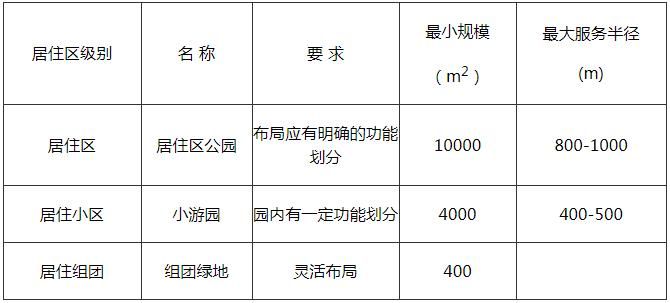 居住区级别 名 称 要 求 最小规模 最大服务半径
（m²） (m)
居住区 居住区公园 布局应有明确的功能 10000 800-1000
划分
居住小区 小游园 园内有一定功能划分 4000 400-500
居住组团 组团绿地 灵活布局 400